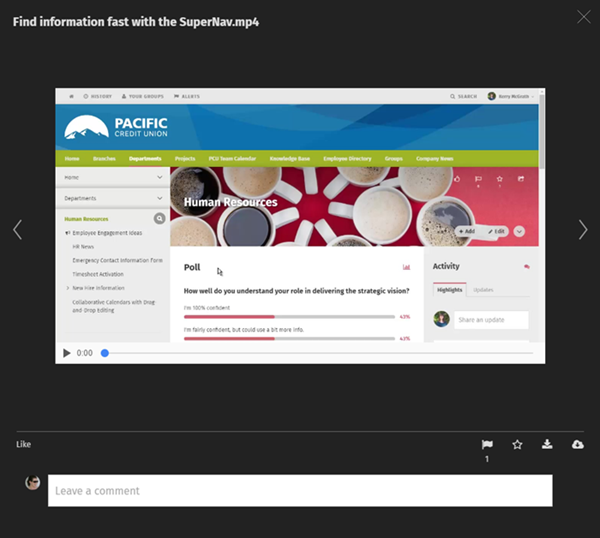 Find information fast with the SuperNav.mp4
HISTORY YOUR GROUPS ALERTS SEARCH Kerry McGrath
PACIFIC
CREDIT UNION
Home Branches Departments Projects PCU Team Calendar Knowledge Base Employee Directory Groups Company News
Home
Departments
Human Resources
Employee Engagement Ideas
HR News
Emergency Contact Information Form
Timesheet Activation
New Hire Information
Collaborative Calendars with Drag-
and-Drop Editing
Human Resources
+ Add Edit
Poll
How well do you understand your role in delivering the strategic vision?
I'm 100% confident
43%
I'm fairly confident, but could use a bit more info.
43%
Activity
Highlights Updates
Share an update
0:00
Like
1
Leave a comment